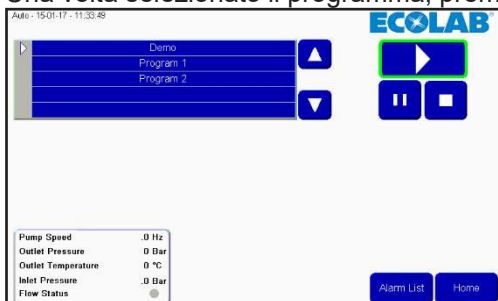 Una volta selezionato il programma, prem
Auto - 15-01-17 - 11:33:49
ECOLAB®
Demo
Program 1
Program 2
Pump Speed .0 Hz
Outlet Pressure 0 Bar
Outlet Temperature 0 °C
Inlet Pressure .0 Bar
Flow Status
Alarm List Home